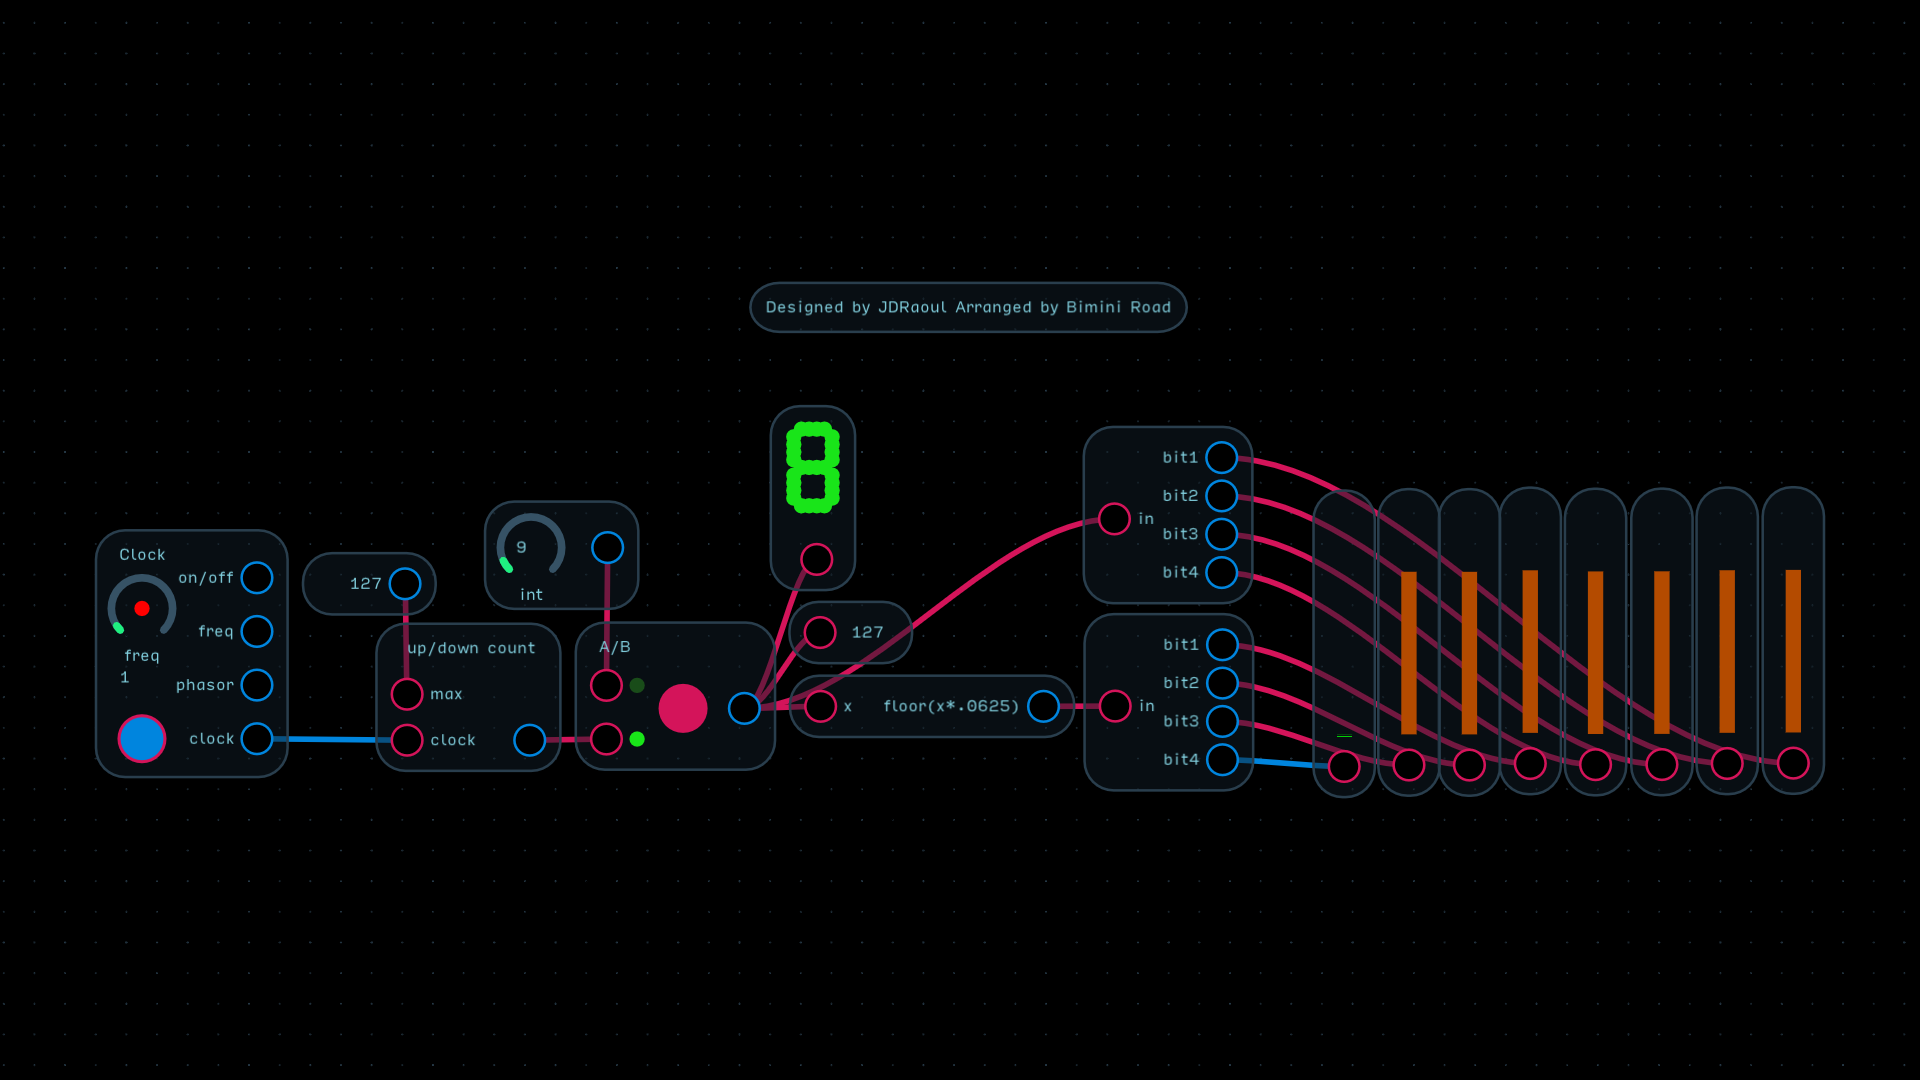 Designed by JDRaoul Arranged by Bimini Road
8
Clock
on/off
freq
freq
1
phasor
clock
127
up/down count
max
clock
9
int
A/B
127
x floor(x*.0625)
bit1
bit2
in
bit3
bit4
bit1
bit2
in
bit3
bit4